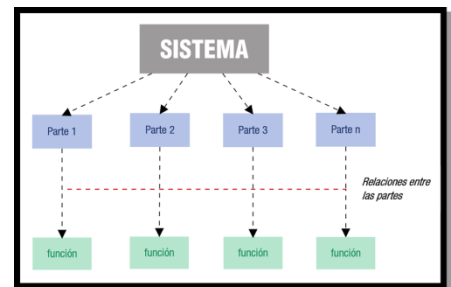 SISTEMA
Parte 1
Parte 2
Parte 3
Parte n
Relaciones entre
las partes
función
función
función
función